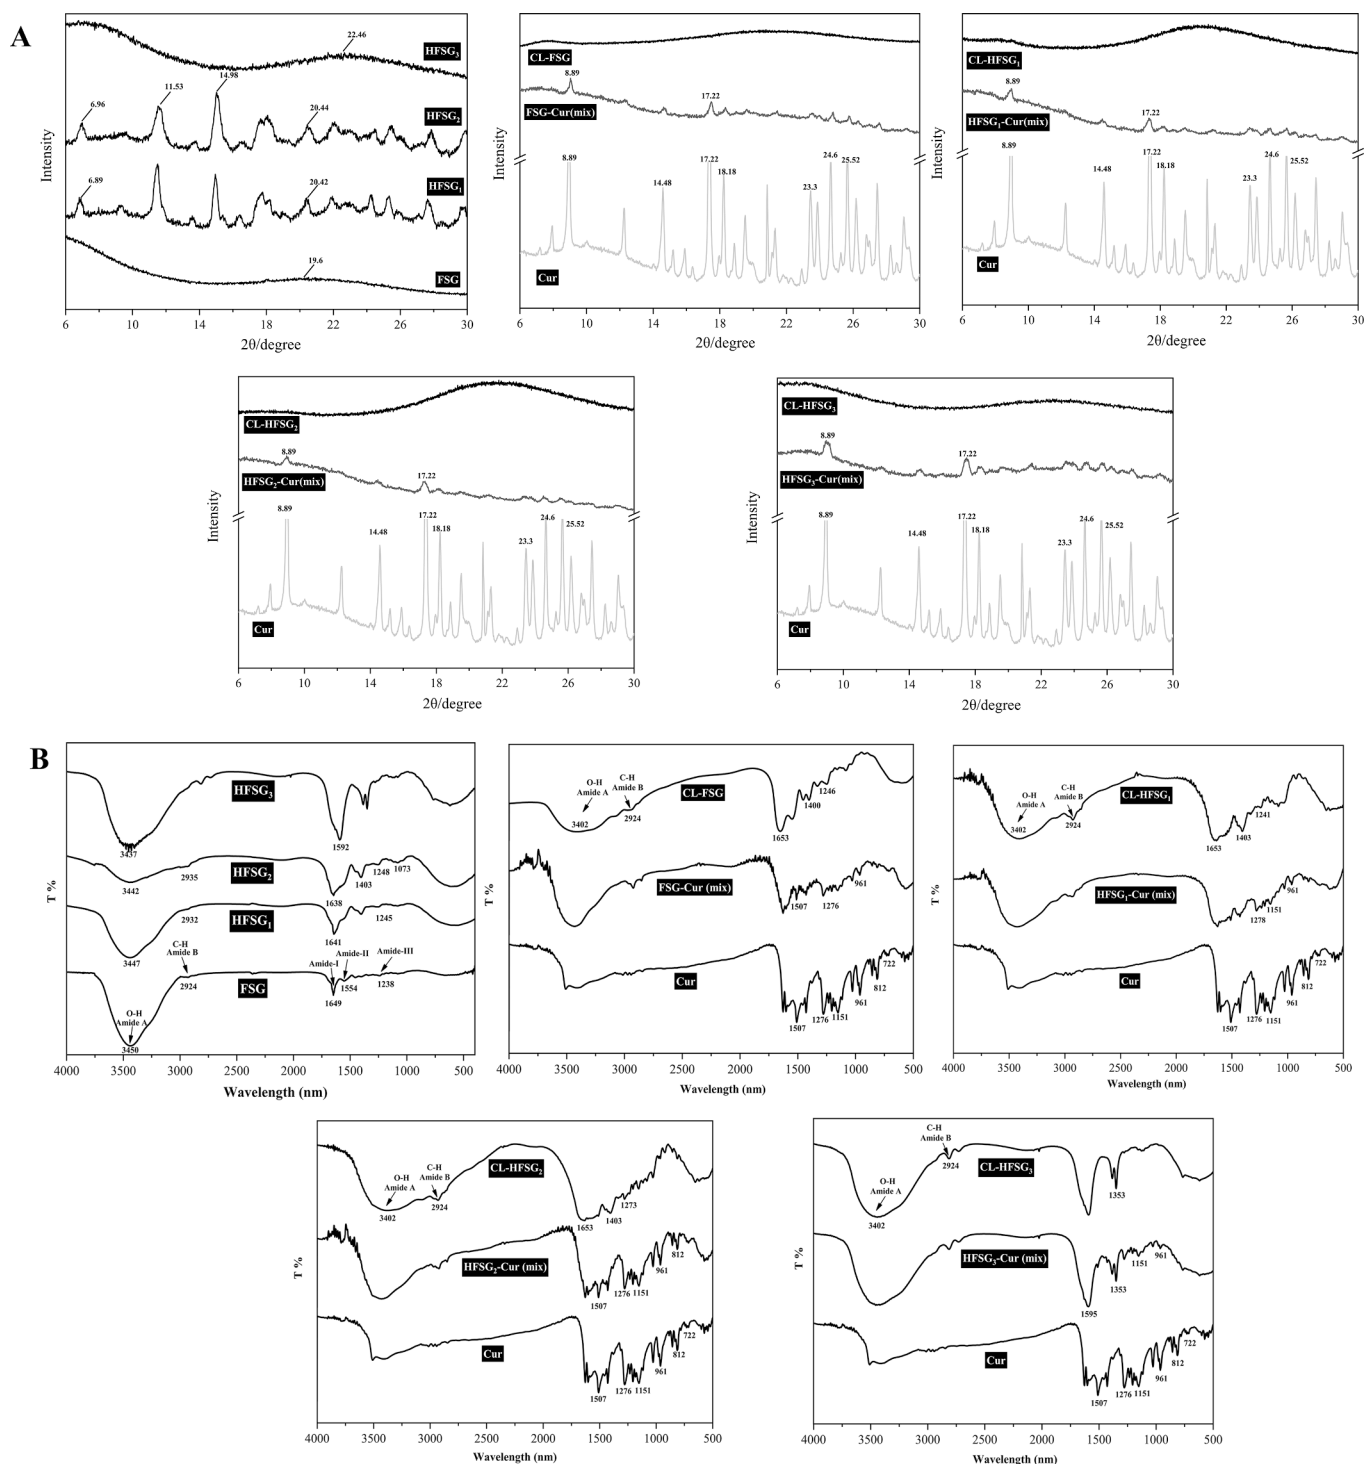 A
Intensity
22.46
HFSG3
14.98
11.53
6.96
20.44
HFSG2
6.89
20.42
HFSG1
19.6
FSG
6 10 14 18 22 26 30
2θ/degree
Intensity
CL-FSG
8.89
17.22
FSG-Cur(mix)
8.89
14.48
17.22
18.18
23.3
24.6
25.52
Cur
6 10 14 18 22 26 30
2θ/degree
Intensity
CL-HFSG1
8.89
17.22
HFSG1-Cur(mix)
8.89
14.48
17.22
18.18
23.3
24.6
25.52
Cur
6 10 14 18 22 26 30
2θ/degree
Intensity
CL-HFSG2
8.89
17.22
HFSG2-Cur(mix)
8.89
14.48
17.22
18.18
23.3
24.6
25.52
Cur
6 10 14 18 22 26 30
2θ/degree
Intensity
CL-HFSG3
8.89
17.22
HFSG3-Cur(mix)
8.89
14.48
17.22
18.18
23.3
24.6
25.52
Cur
6 10 14 18 22 26 30
2θ/degree
B
T %
HFSG3
3437
1592
HFSG2
3442
2935
1638
1403
1248
1073
HFSG1
3447
2932
1641
1245
C-H
Amide B
2924
FSG
O-H
Amide A
3450
Amide-I
1649
Amide-II
1554
Amide-III
1238
4000 3500 3000 2500 2000 1500 1000 500
Wavelength (nm)
T %
O-H
Amide A
3402
C-H
Amide B
2924
CL-FSG
1653
1400
1246
FSG-Cur (mix)
1507
1276
961
Cur
1507
1276
1151
961
812
722
4000 3500 3000 2500 2000 1500 1000 500
Wavelength (nm)
T %
O-H
Amide A
3402
C-H
Amide B
2924
CL-HFSG1
1653
1403
1241
HFSG1-Cur (mix)
1278
1151
961
Cur
1507
1276
1151
961
812
722
4000 3500 3000 2500 2000 1500 1000 500
Wavelength (nm)
T %
O-H
Amide A
3402
C-H
Amide B
2924
CL-HFSG2
1653
1403
1273
HFSG2-Cur (mix)
1507
1276
1151
961
812
Cur
1507
1276
1151
961
812
722
4000 3500 3000 2500 2000 1500 1000 500
Wavelength (nm)
T %
O-H
Amide A
3402
C-H
Amide B
2924
CL-HFSG3
1353
HFSG3-Cur (mix)
1595
1353
1151
961
Cur
1507
1276
1151
961
812
722
4000 3500 3000 2500 2000 1500 1000 500
Wavelength (nm)